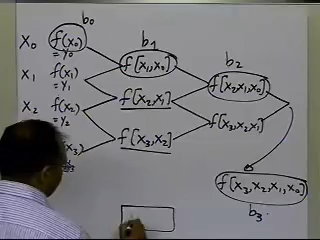 b0
x0 f(x0) b1
= y0 f[x1,x0] b2
x1 f(x1) f[x2,x1,x0]
= y1 f[x2,x1]
x2 f(x2) f[x3,x2,x1]
= y2 f[x3,x2]
x3)
f[x3,x2,x1,x0]
b3.